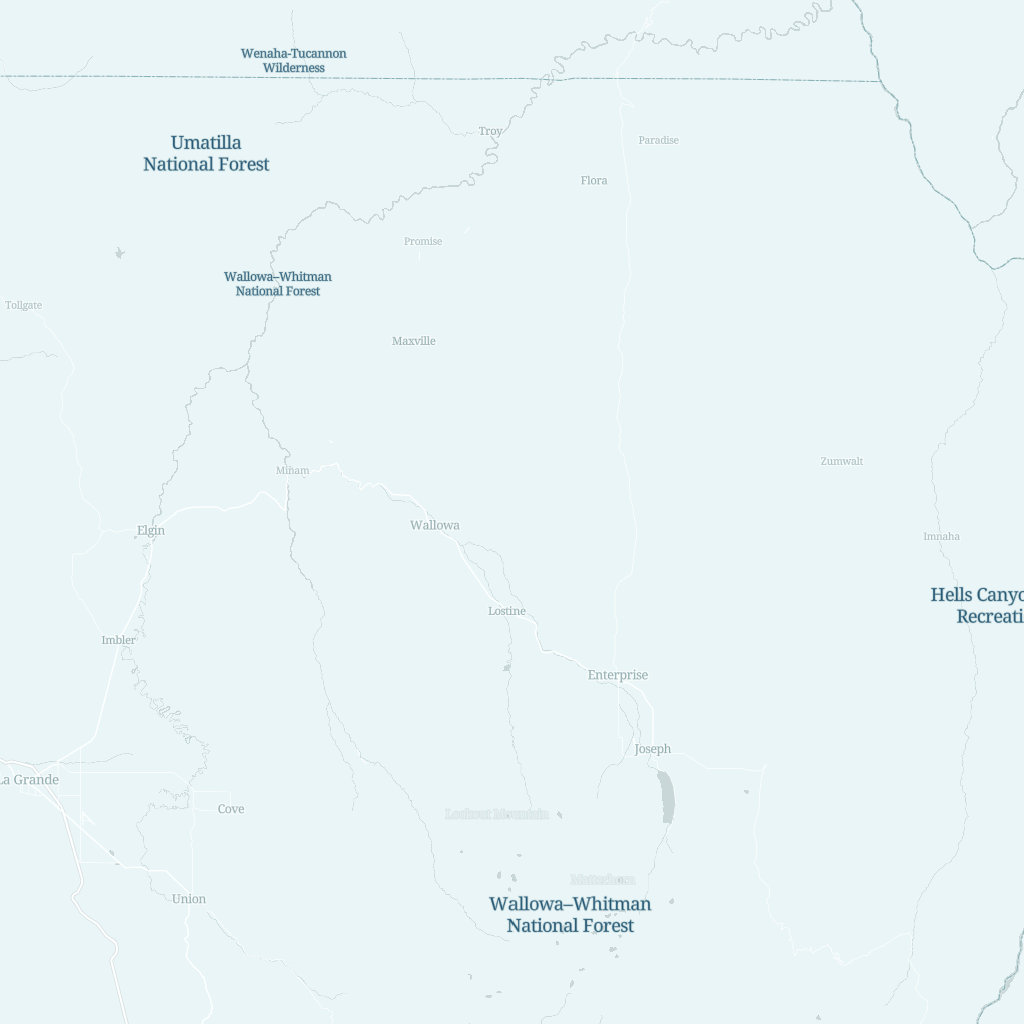 Wenaha-Tucannon
Wilderness
Troy
Umatilla
National Forest
Paradise
Flora
Promise
Wallowa–Whitman
National Forest
Tollgate
Maxville
Zumwalt
Minam
Wallowa
Elgin
Imnaha
Hells Canyo
Recreati
Lostine
Imbler
Enterprise
Joseph
La Grande
Cove
Lookout Mountain
Matterhorn
Union
Wallowa–Whitman
National Forest